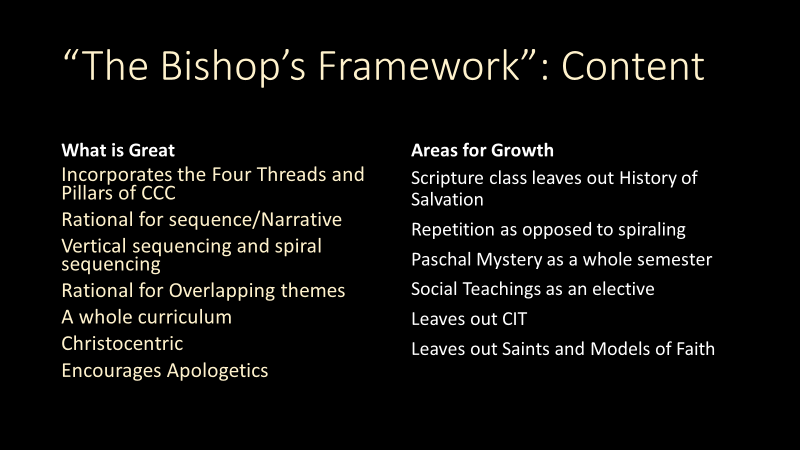 “The Bishop’s Framework”: Content
What is Great
Incorporates the Four Threads and
Pillars of CCC
Rational for sequence/Narrative
Vertical sequencing and spiral
sequencing
Rational for Overlapping themes
A whole curriculum
Christocentric
Encourages Apologetics
Areas for Growth
Scripture class leaves out History of
Salvation
Repetition as opposed to spiraling
Paschal Mystery as a whole semester
Social Teachings as an elective
Leaves out CIT
Leaves out Saints and Models of Faith